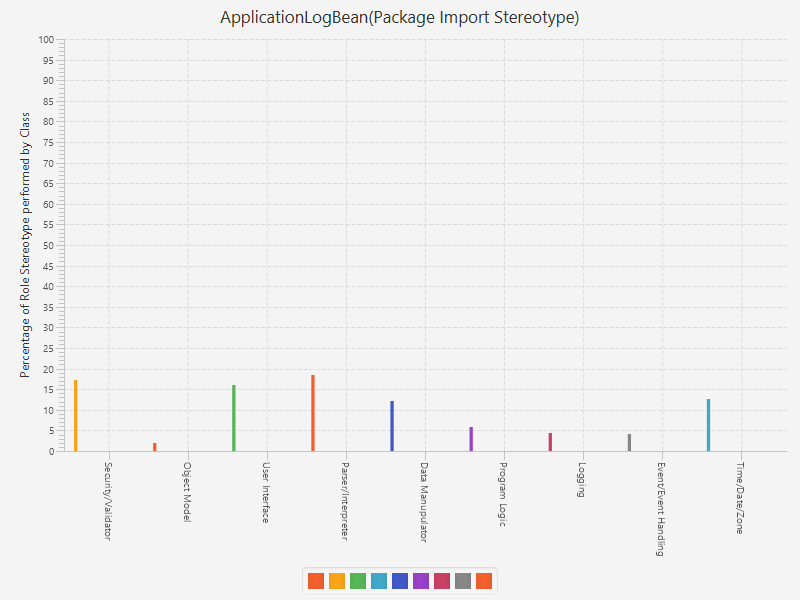 ApplicationLogBean(Package Import Stereotype)
Percentage of Role Stereotype performed by Class
100
95
90
85
80
75
70
65
60
55
50
45
40
35
30
25
20
15
10
5
0
Security/Validator
Object Model
User Interface
Parser/Interpreter
Data Manupulator
Program Logic
Logging
Event/Event Handling
Time/Date/Zone